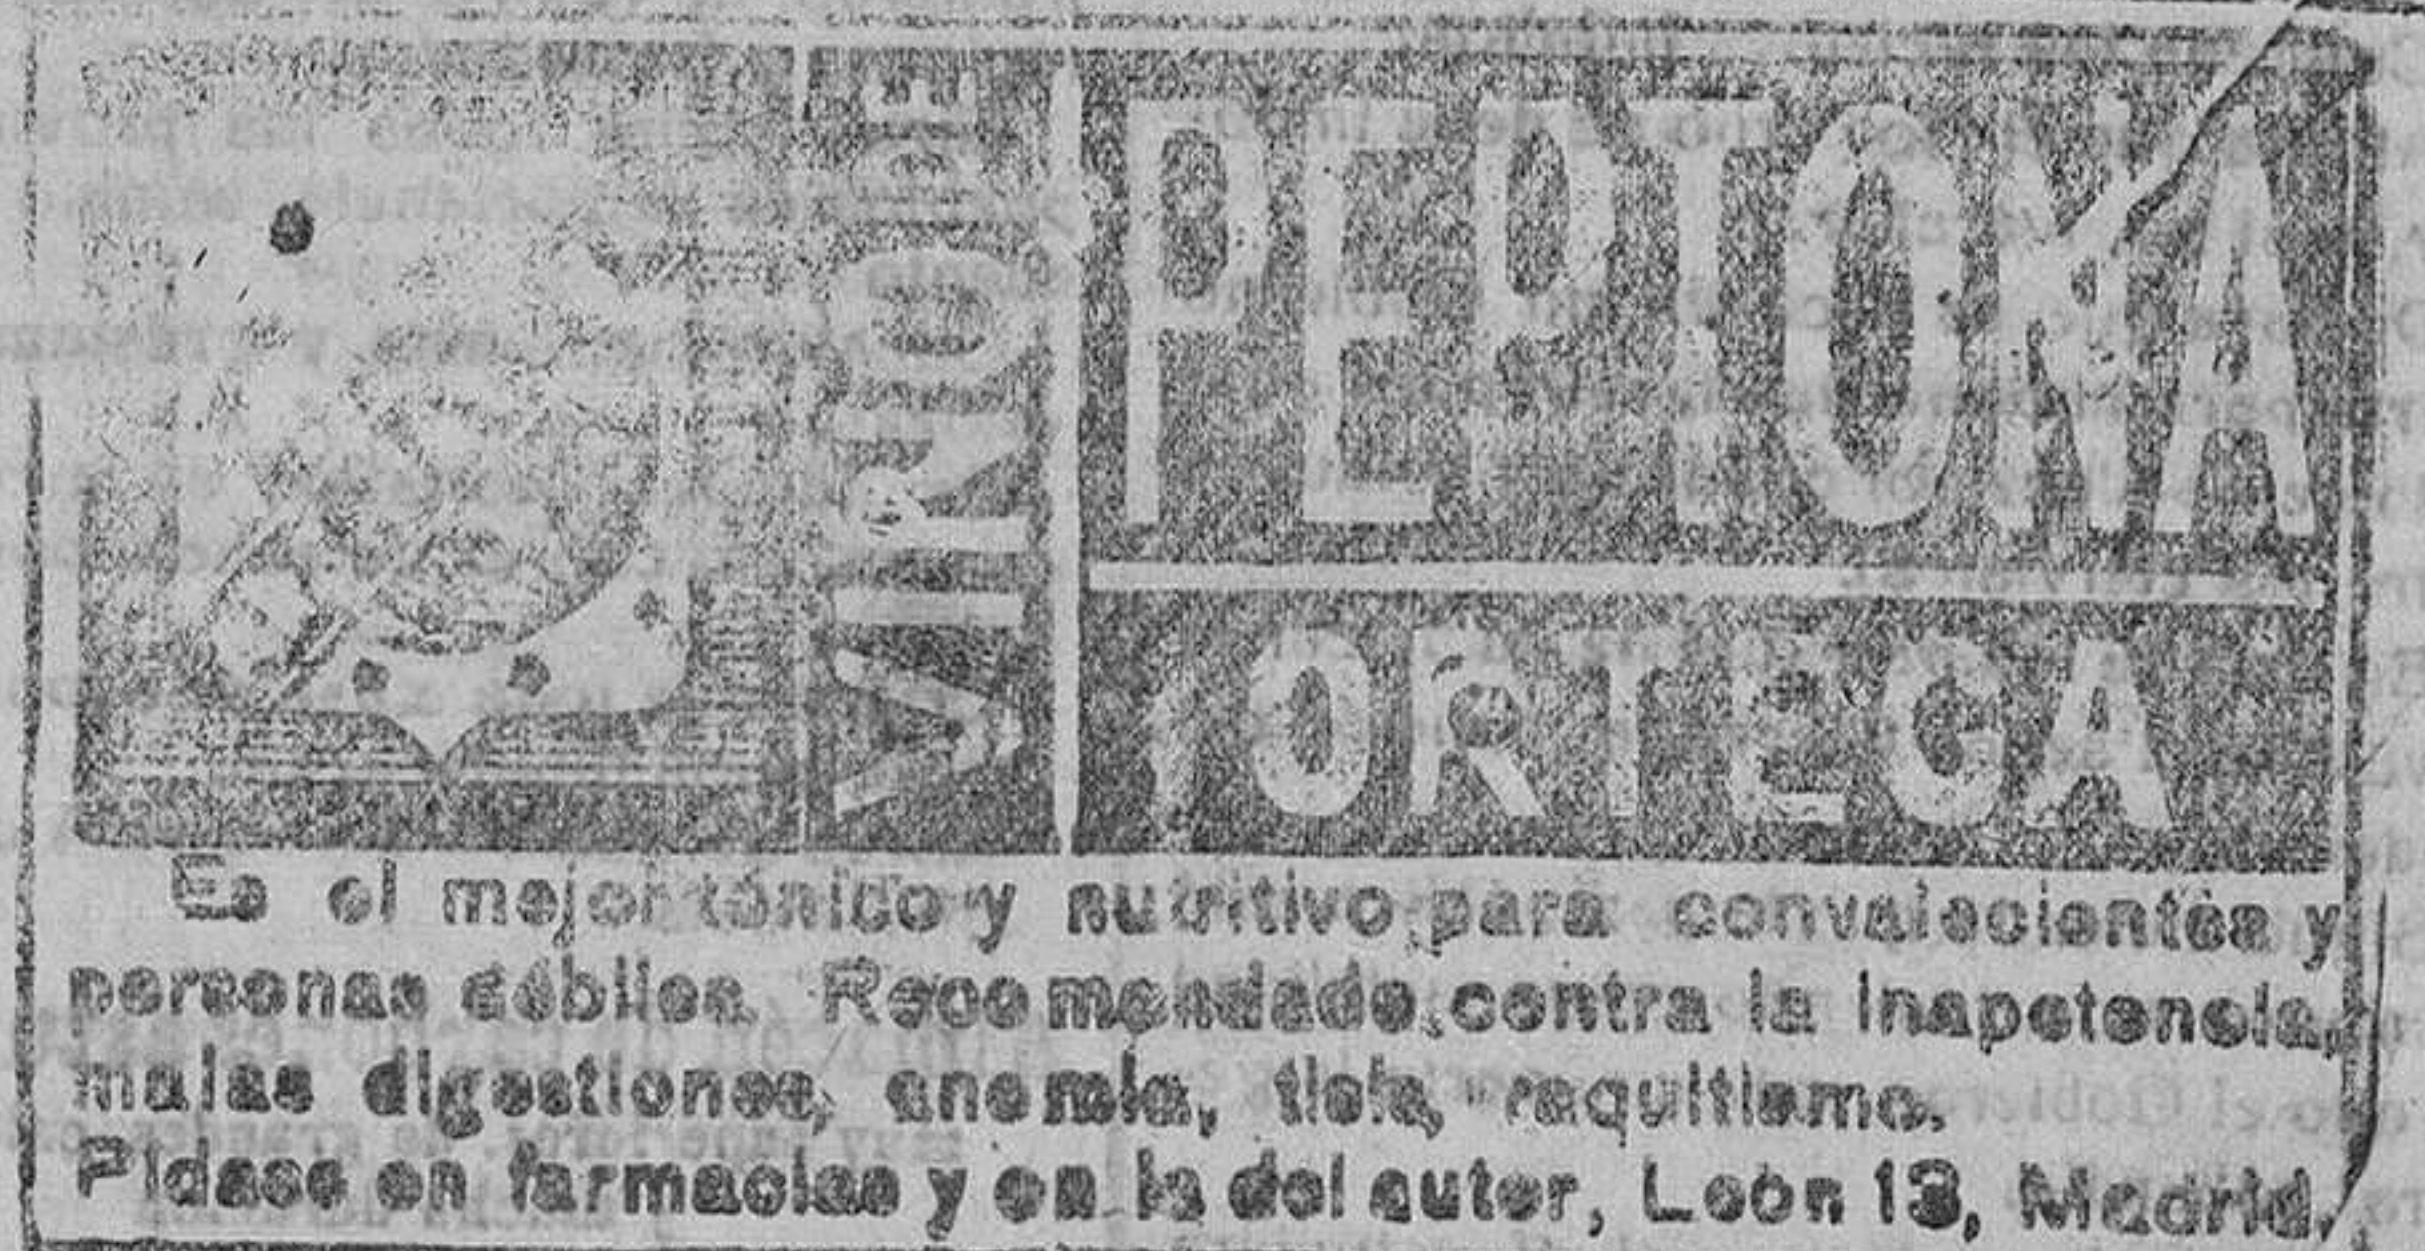 VINO DE
PEPTONA
ORTEGA
Es el mejor tónico y nutritivo para convalecientes y
personas débiles. Recomendado contra la inapetencia,
malas digestiones, anemia, tisis, raquitismo.
Pídase en farmacias y en la del autor, León 13, Madrid.